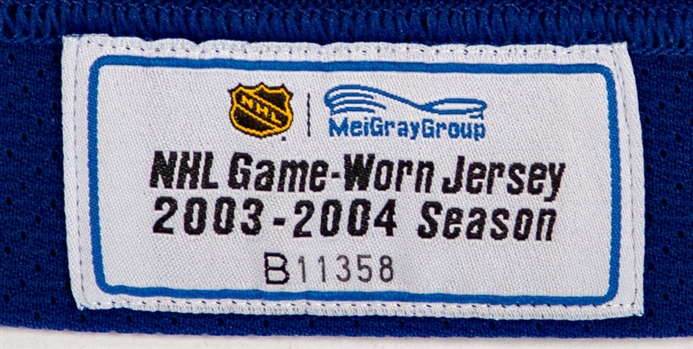 NHL
MeiGrayGroup
NHL Game-Worn Jersey
2003-2004 Season
B11358